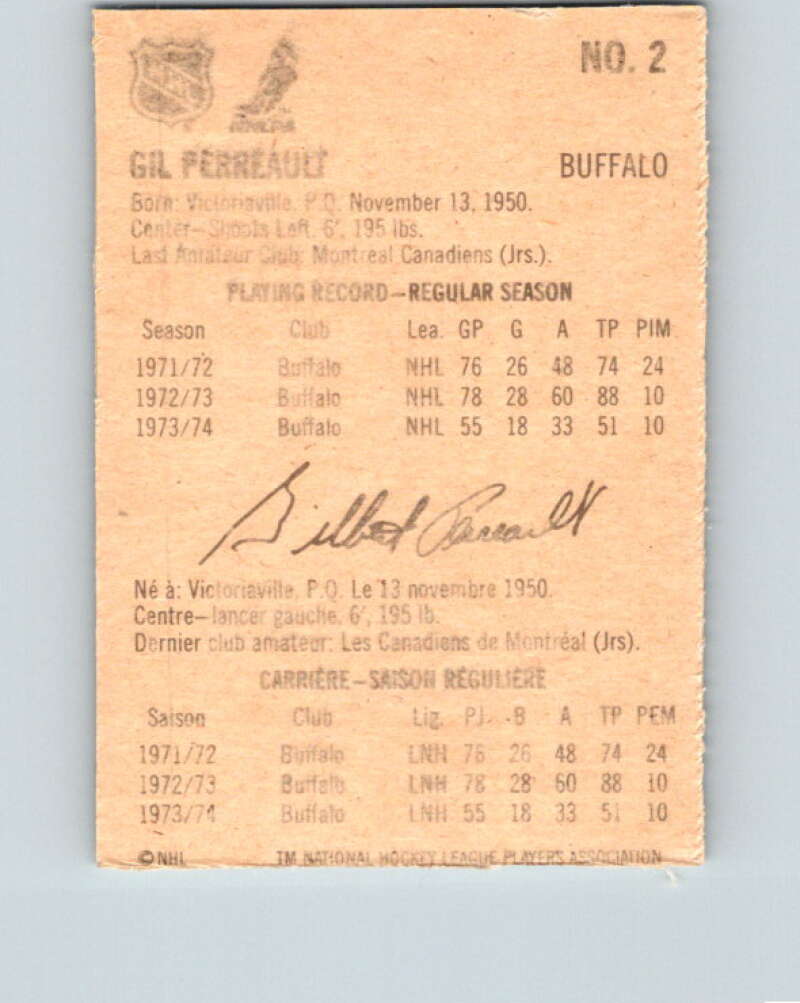 NHL
NHLPA
NO. 2
GIL PERREAULT BUFFALO
Born: Victoriaville, P.Q. November 13, 1950.
Center–Shoots Left. 6', 195 lbs.
Last Amateur Club: Montreal Canadiens (Jrs.).
PLAYING RECORD–REGULAR SEASON
Season Club Lea. GP G A TP PIM
1971/72 Buffalo NHL 76 26 48 74 24
1972/73 Buffalo NHL 78 28 60 88 10
1973/74 Buffalo NHL 55 18 33 51 10
Gilbert Perreault
Né à: Victoriaville, P.Q. Le 13 novembre 1950.
Centre–lancer gauche. 6', 195 lb.
Dernier club amateur: Les Canadiens de Montréal (Jrs).
CARRIÈRE–SAISON RÉGULIÈRE
Saison Club Lig. PJ. B A TP PEM
1971/72 Buffalo LNH 76 26 48 74 24
1972/73 Buffalo LNH 78 28 60 88 10
1973/74 Buffalo LNH 55 18 33 51 10
© NHL TM NATIONAL HOCKEY LEAGUE PLAYERS ASSOCIATION